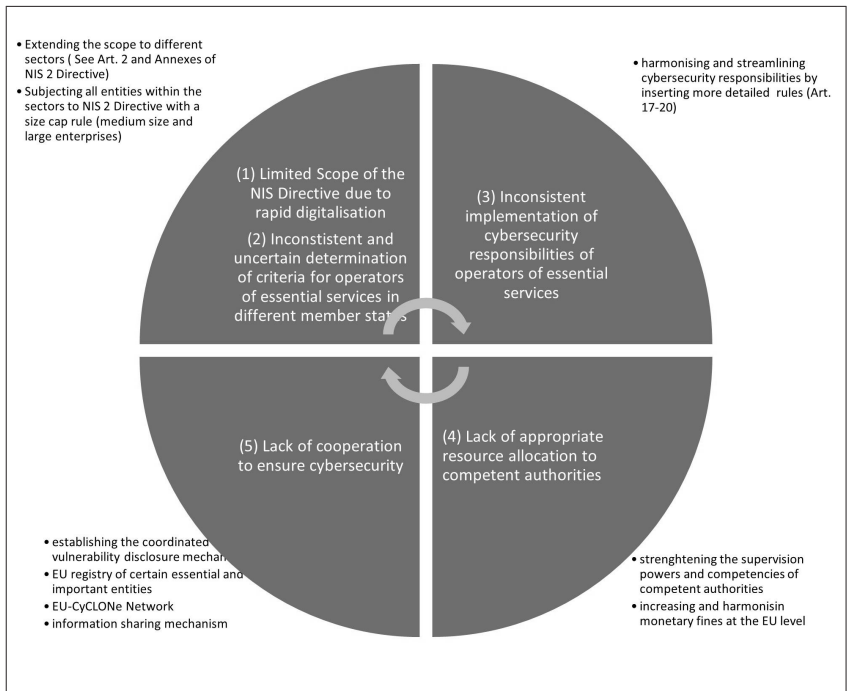 • Extending the scope to different
sectors ( See Art. 2 and Annexes of
NIS 2 Directive)
• Subjecting all entities within the
sectors to NIS 2 Directive with a
size cap rule (medium size and
large enterprises)
• harmonising and streamlining
cybersecurity responsibilities by
inserting more detailed rules (Art.
17-20)
(1) Limited Scope of the
NIS Directive due to
rapid digitalisation
(2) Inconstistent and
uncertain determination
of criteria for operators
of essential services in
different member states
(3) Inconsistent
implementation of
cybersecurity
responsibilities of
operators of essential
services
(5) Lack of cooperation
to ensure cybersecurity
(4) Lack of appropriate
resource allocation to
competent authorities
• establishing the coordinated
vulnerability disclosure
• EU registry of certain essential and
important entities
• EU-CyCLONe Network
• information sharing mechanism
• strenghtening the supervision
powers and competencies of
competent authorities
• increasing and harmonisin
monetary fines at the EU level